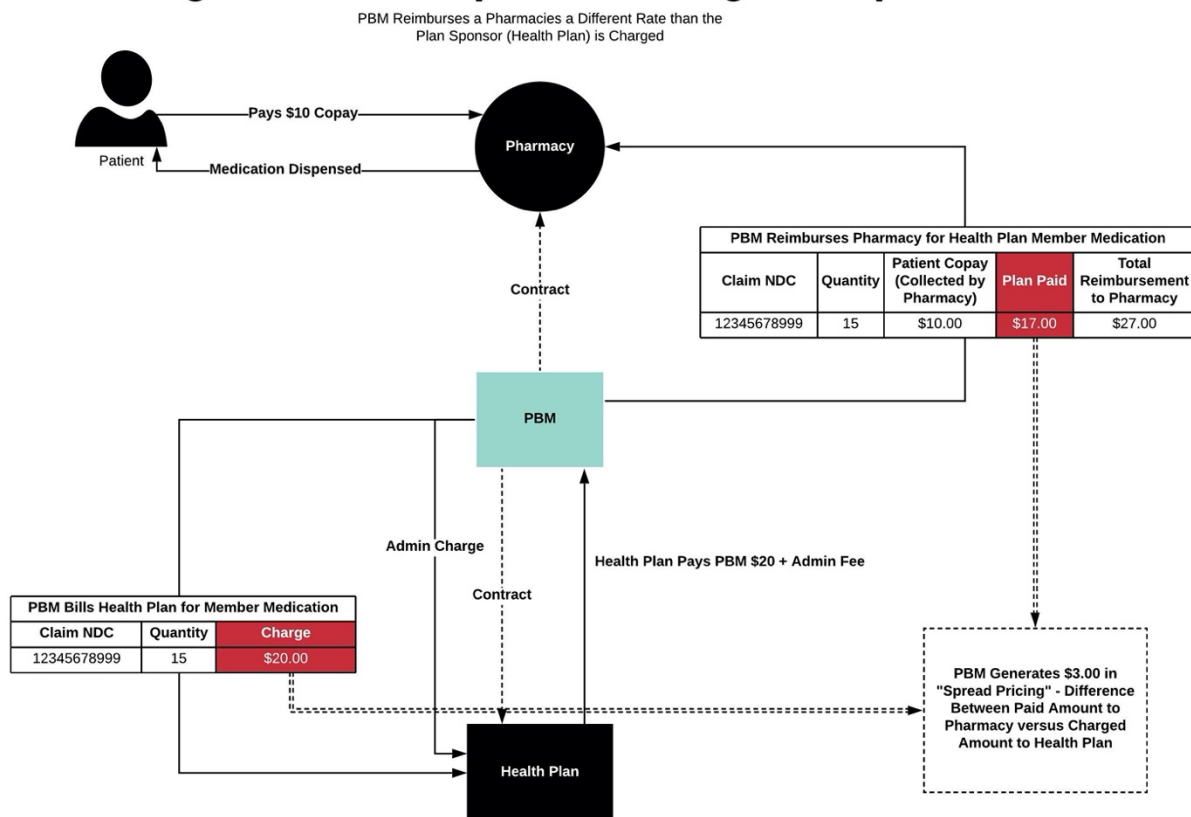 PBM Reimburses a Pharmacies a Different Rate than the
Plan Sponsor (Health Plan) is Charged
Pays $10 Copay
Pharmacy
Patient
Medication Dispensed
PBM Reimburses Pharmacy for Health Plan Member Medication
Claim NDC
Quantity
Patient Copay
(Collected by
Pharmacy)
Plan Paid
Total
Reimbursement
to Pharmacy
12345678999
15
$10.00
$17.00
$27.00
Contract
PBM
Admin Charge
Health Plan Pays PBM $20 + Admin Fee
Contract
PBM Bills Health Plan for Member Medication
Claim NDC
Quantity
Charge
12345678999
15
$20.00
PBM Generates $3.00 in
"Spread Pricing" - Difference
Between Paid Amount to
Pharmacy versus Charged
Amount to Health Plan
Health Plan